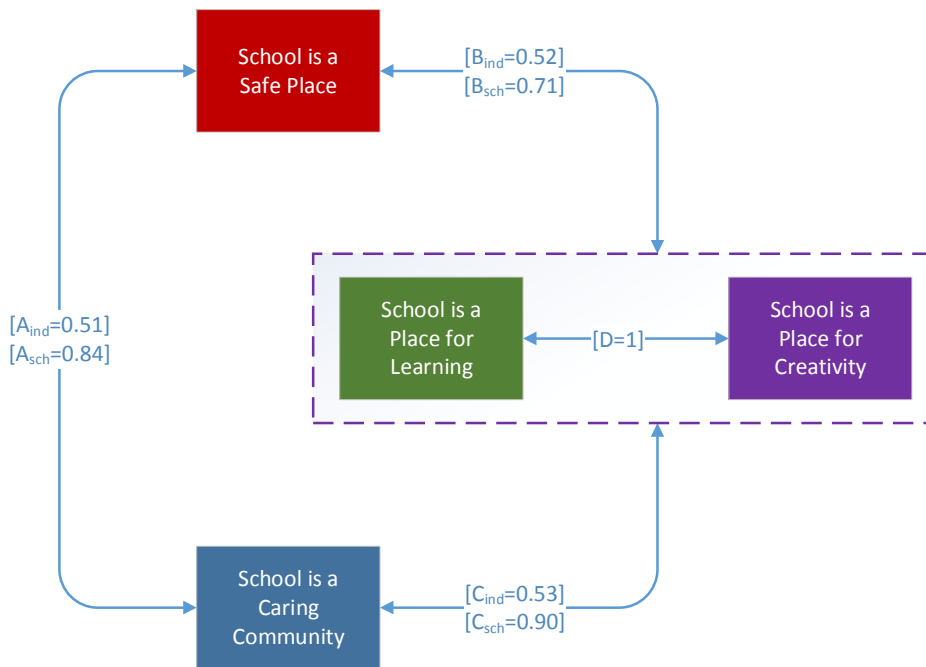 School is a
Safe Place
[Bind=0.52]
[Bsch=0.71]
[Aind=0.51]
[Asch=0.84]
School is a
Place for
Learning
[D=1]
School is a
Place for
Creativity
School is a
Caring
Community
[Cind=0.53]
[Csch=0.90]